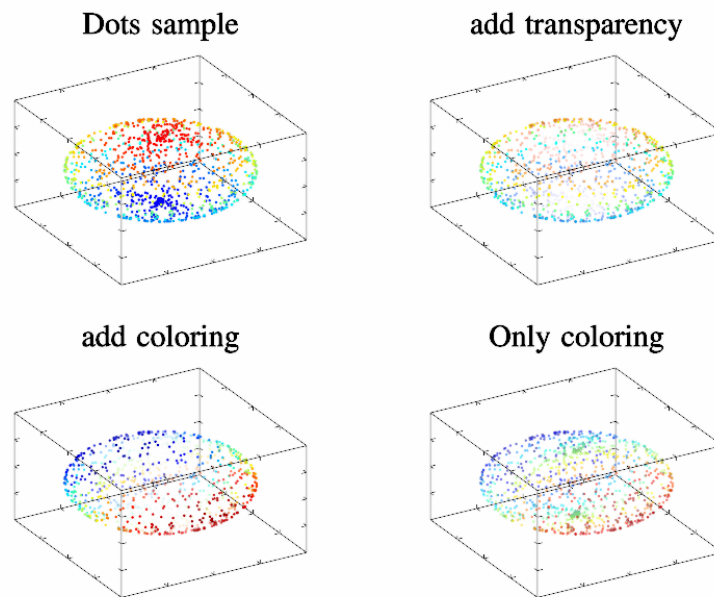 Dots sample
add transparency
add coloring
Only coloring